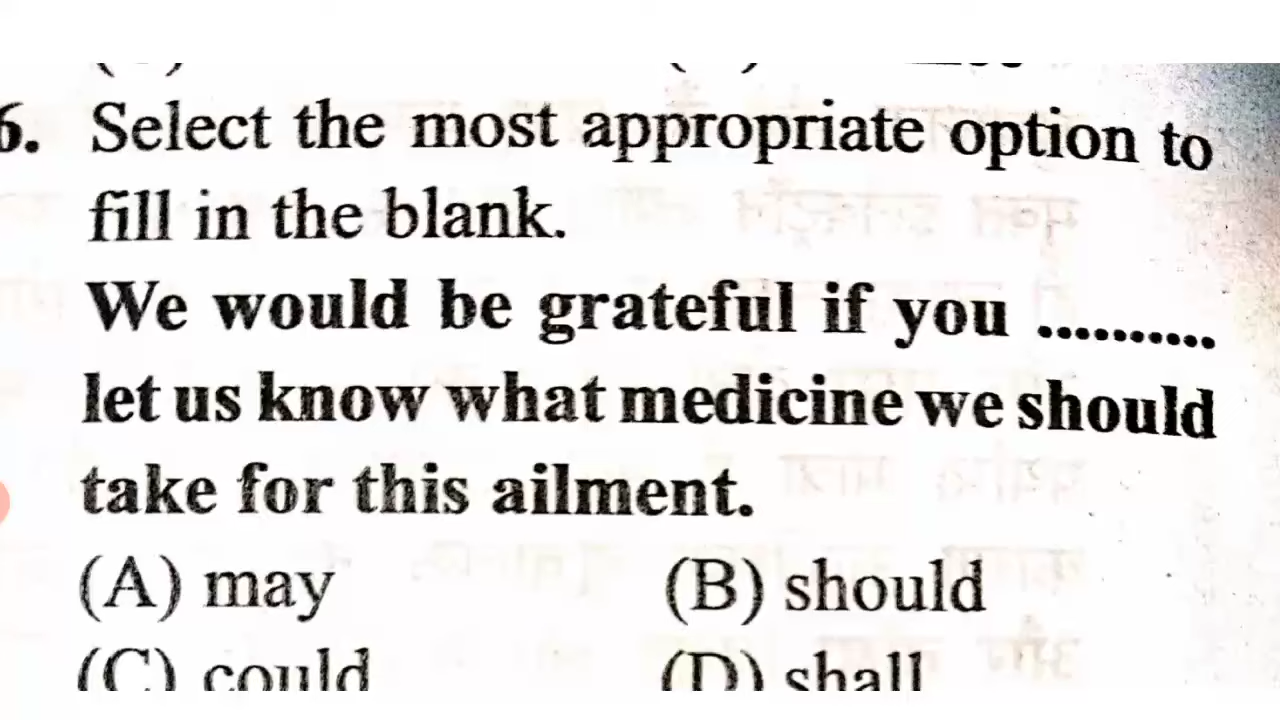 6. Select the most appropriate option to
fill in the blank.
We would be grateful if you ..........
let us know what medicine we should
take for this ailment.
(A) may (B) should
(C) could (D) shall